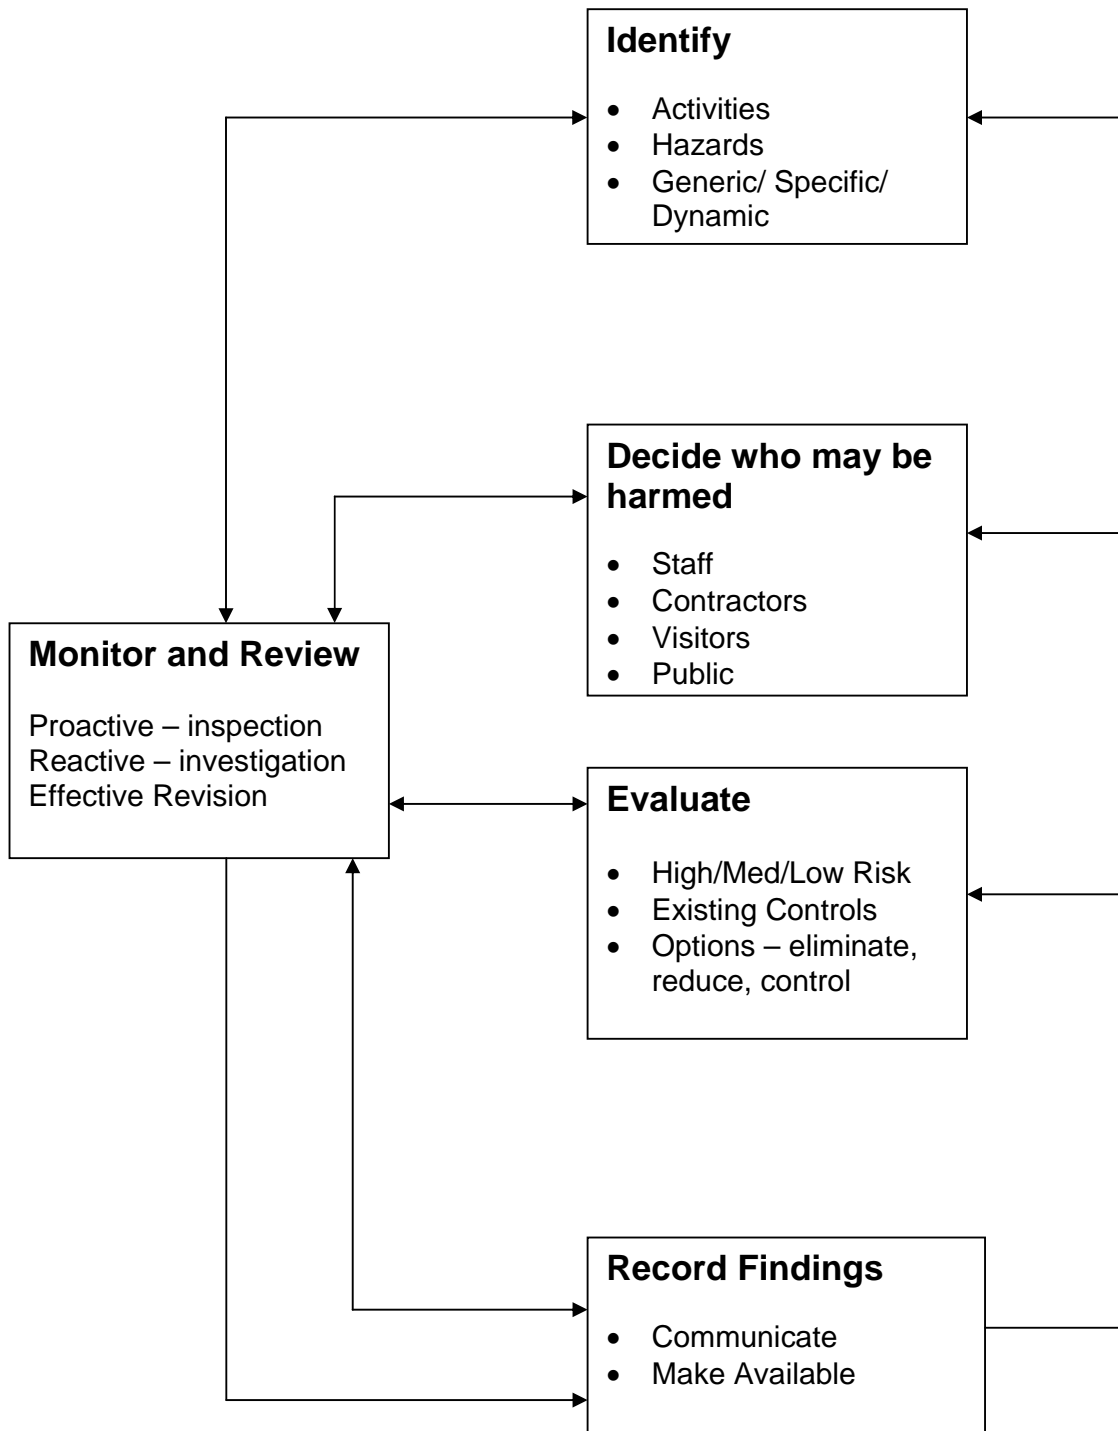 Identify
• Activities
• Hazards
• Generic/ Specific/
Dynamic
Decide who may be
harmed
• Staff
• Contractors
• Visitors
• Public
Monitor and Review
Proactive – inspection
Reactive – investigation
Effective Revision
Evaluate
• High/Med/Low Risk
• Existing Controls
• Options – eliminate,
reduce, control
Record Findings
• Communicate
• Make Available